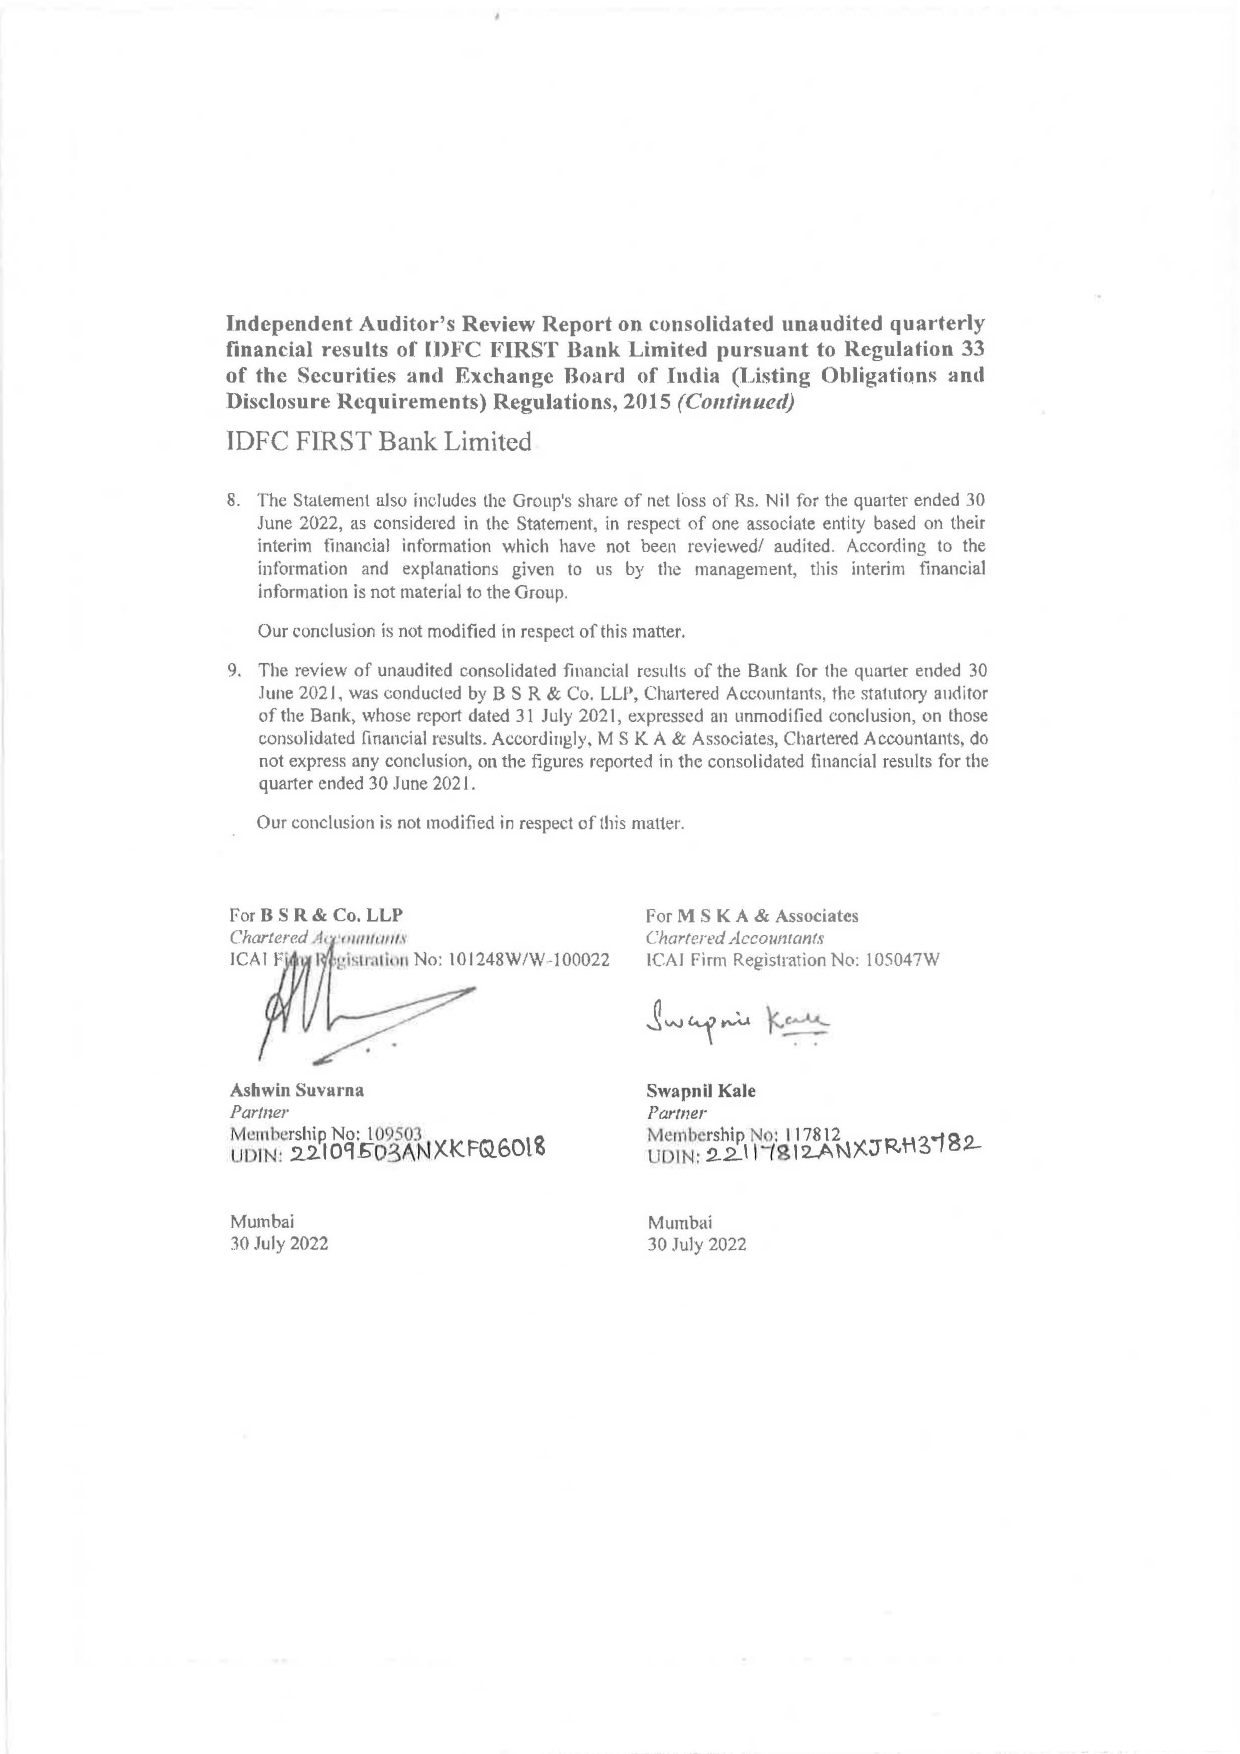 Independent Auditor's Review Report on consolidated unaudited quarterly
financial results of IDFC FIRST Bank Limited pursuant to Regulation 33
of the Securities and Exchange Board of India (Listing Obligations and
Disclosure Requirements) Regulations, 2015 (Continued)
IDFC FIRST Bank Limited
8. The Statement also includes the Group's share of net loss of Rs. Nil for the quarter ended 30
June 2022, as considered in the Statement, in respect of one associate entity based on their
interim financial information which have not been reviewed/ audited. According to the
information and explanations given to us by the management, this interim financial
information is not material to the Group.
Our conclusion is not modified in respect of this matter.
9. The review of unaudited consolidated financial results of the Bank for the quarter ended 30
June 2021, was conducted by B S R & Co. LLP, Chartered Accountants, the statutory auditor
of the Bank, whose report dated 31 July 2021, expressed an unmodified conclusion, on those
consolidated financial results. Accordingly, M S K A & Associates, Chartered Accountants, do
not express any conclusion, on the figures reported in the consolidated financial results for the
quarter ended 30 June 2021.
Our conclusion is not modified in respect of this matter.
For B S R & Co. LLP
Chartered Accountants
ICAI Firm Registration No: 101248W/W-100022
Ashwin Suvarna
Partner
Membership No: 109503
UDIN: 22109503ANXKFQ6018
Mumbai
30 July 2022
For M S K A & Associates
Chartered Accountants
ICAI Firm Registration No: 105047W
Swapnil Kale
Swapnil Kale
Partner
Membership No: 117812
UDIN: 22117812ANXJRH3782
Mumbai
30 July 2022